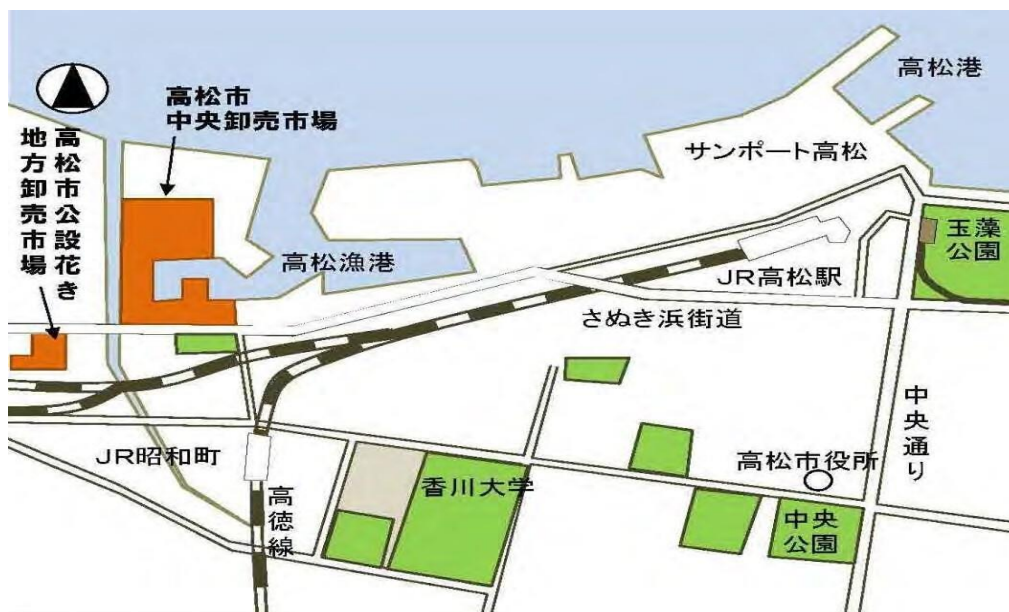 高松市
中央卸売市場
高松市公設花き
地方卸売市場
高松港
サンポート高松
玉藻
公園
高松漁港
JR高松駅
さぬき浜街道
中央通り
JR昭和町
高徳線
香川大学
高松市役所
中央
公園